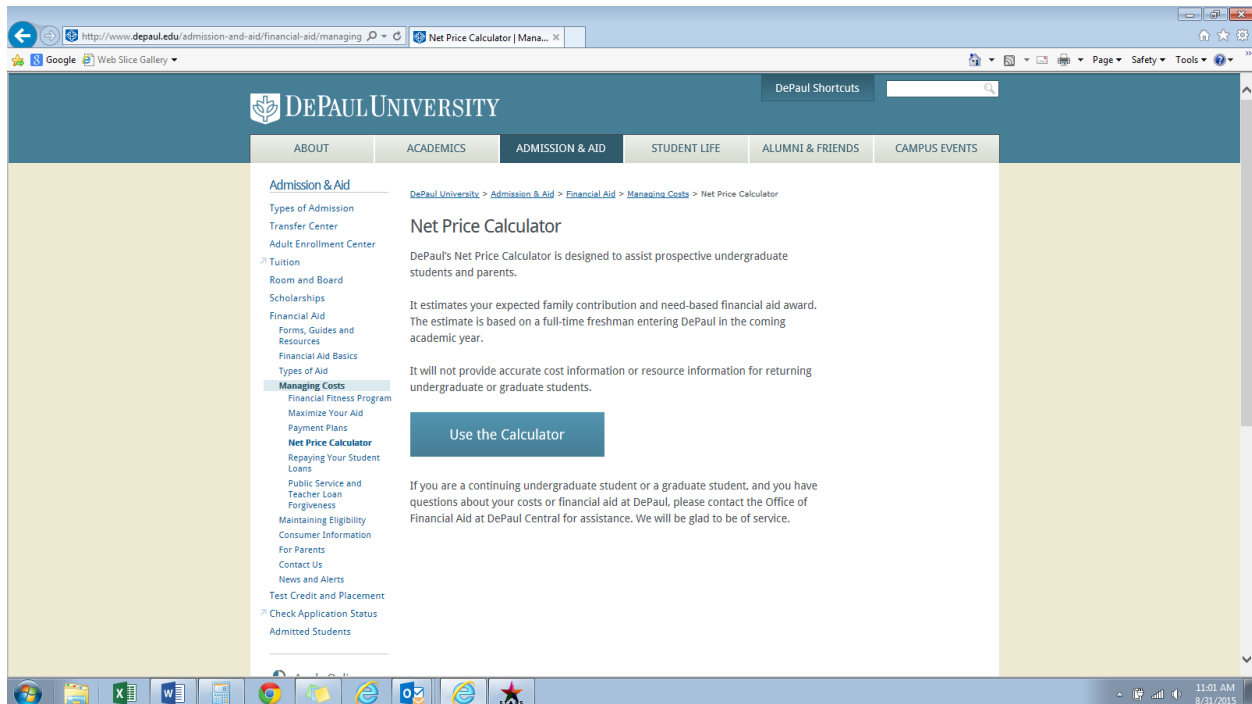 http://www.depaul.edu/admission-and-aid/financial-aid/managing
Net Price Calculator | Mana...
Google Web Slice Gallery
Page Safety Tools
DePaul Shortcuts
DEPAUL UNIVERSITY
ABOUT ACADEMICS ADMISSION & AID STUDENT LIFE ALUMNI & FRIENDS CAMPUS EVENTS
Admission & Aid
Types of Admission
Transfer Center
Adult Enrollment Center
Tuition
Room and Board
Scholarships
Financial Aid
Forms, Guides and
Resources
Financial Aid Basics
Types of Aid
Managing Costs
Financial Fitness Program
Maximize Your Aid
Payment Plans
Net Price Calculator
Repaying Your Student
Loans
Public Service and
Teacher Loan
Forgiveness
Maintaining Eligibility
Consumer Information
For Parents
Contact Us
News and Alerts
Test Credit and Placement
Check Application Status
Admitted Students
DePaul University > Admission & Aid > Financial Aid > Managing Costs > Net Price Calculator
Net Price Calculator
DePaul's Net Price Calculator is designed to assist prospective undergraduate
students and parents.
It estimates your expected family contribution and need-based financial aid award.
The estimate is based on a full-time freshman entering DePaul in the coming
academic year.
It will not provide accurate cost information or resource information for returning
undergraduate or graduate students.
Use the Calculator
If you are a continuing undergraduate student or a graduate student, and you have
questions about your costs or financial aid at DePaul, please contact the Office of
Financial Aid at DePaul Central for assistance. We will be glad to be of service.
11:01 AM
8/31/2015